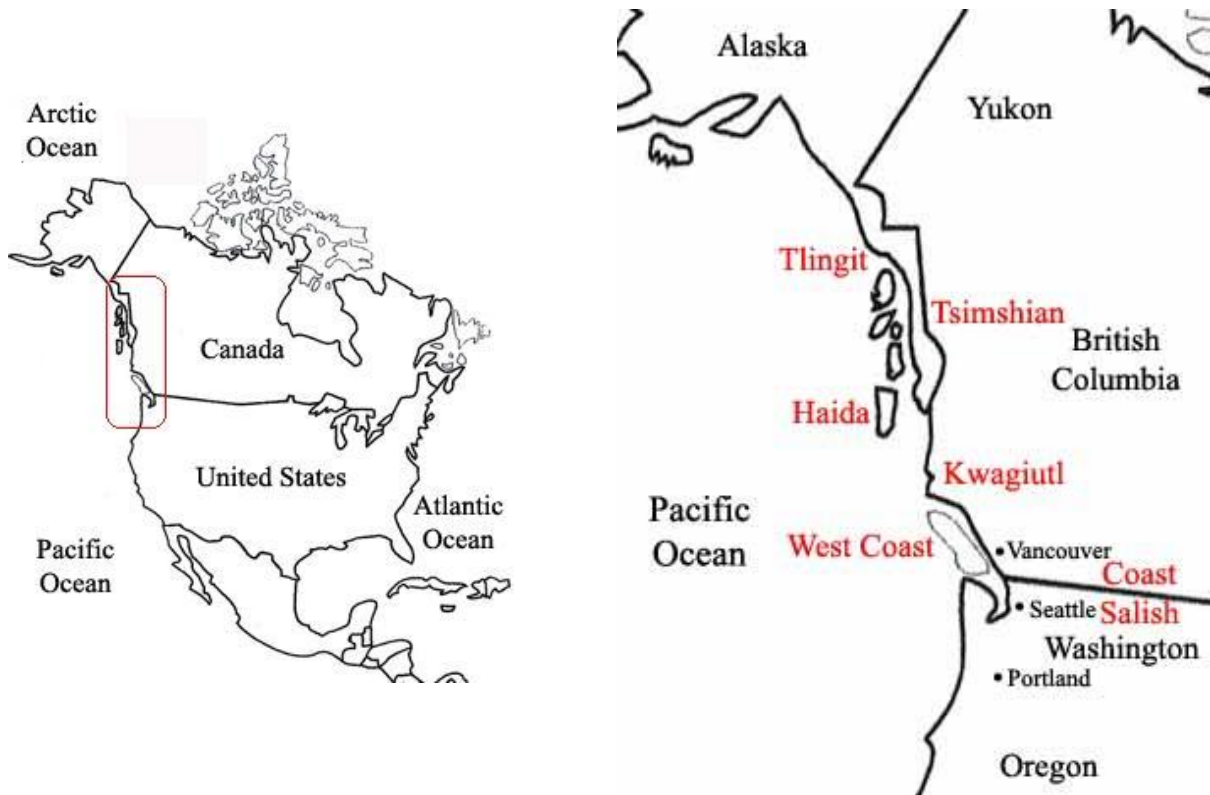 Arctic
Ocean
Canada
United States
Atlantic
Ocean
Pacific
Ocean
Alaska
Yukon
Tlingit
Tsimshian
British
Columbia
Haida
Kwagiutl
Pacific
Ocean
West Coast
Vancouver
Coast
Salish
Seattle
Washington
Portland
Oregon